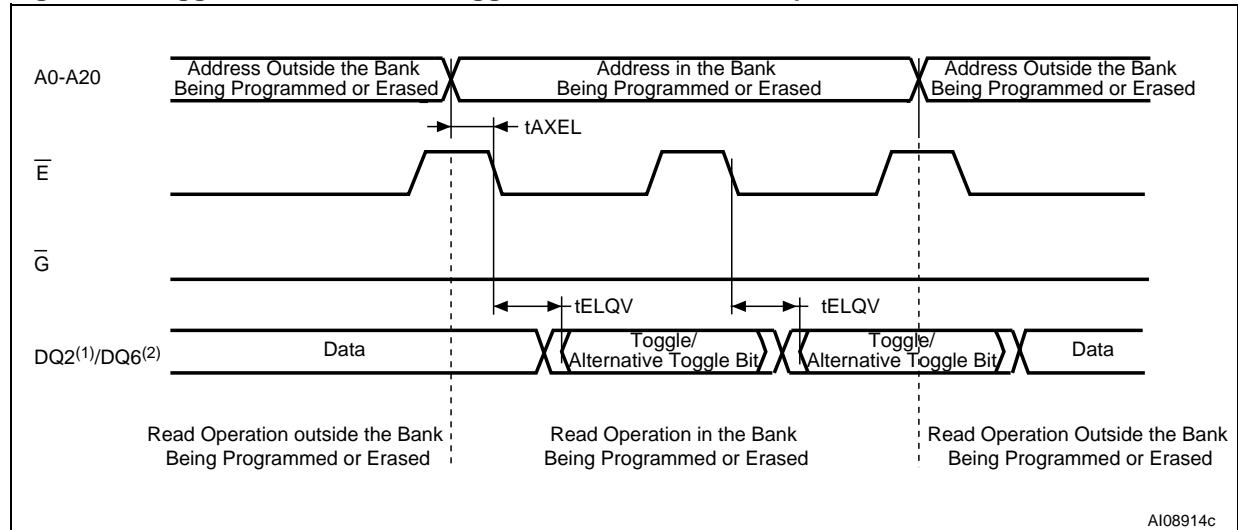 A0-A20
Address Outside the Bank
Being Programmed or Erased
Address in the Bank
Being Programmed or Erased
Address Outside the Bank
Being Programmed or Erased
tAXEL
E
G
tELQV
tELQV
DQ2(1)/DQ6(2)
Data
Toggle/
Alternative Toggle Bit
Toggle/
Alternative Toggle Bit
Data
Read Operation outside the Bank
Being Programmed or Erased
Read Operation in the Bank
Being Programmed or Erased
Read Operation Outside the Bank
Being Programmed or Erased
AI08914c